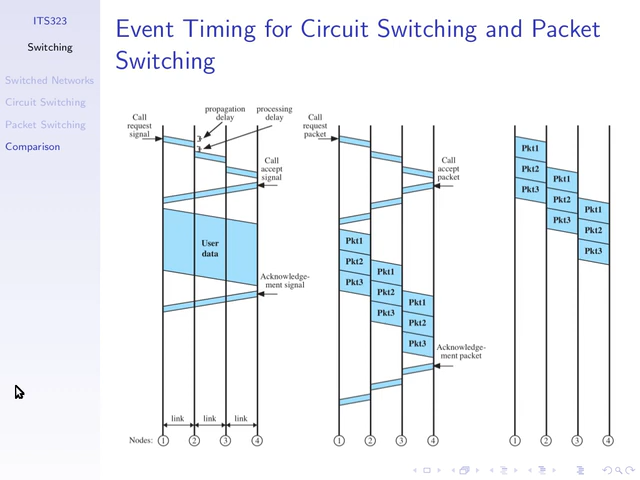 ITS323
Switching
Switched Networks
Circuit Switching
Packet Switching
Comparison
Event Timing for Circuit Switching and Packet
Switching
Call
request
signal
propagation
delay
processing
delay
Call
accept
signal
User
data
Acknowledge-
ment signal
link
link
link
Nodes:
1
2
3
4
Call
request
packet
Call
accept
packet
Pkt1
Pkt2
Pkt3
Pkt1
Pkt2
Pkt3
Pkt1
Pkt2
Pkt3
Acknowledge-
ment packet
1
2
3
4
Pkt1
Pkt2
Pkt3
Pkt1
Pkt2
Pkt3
Pkt1
Pkt2
Pkt3
1
2
3
4